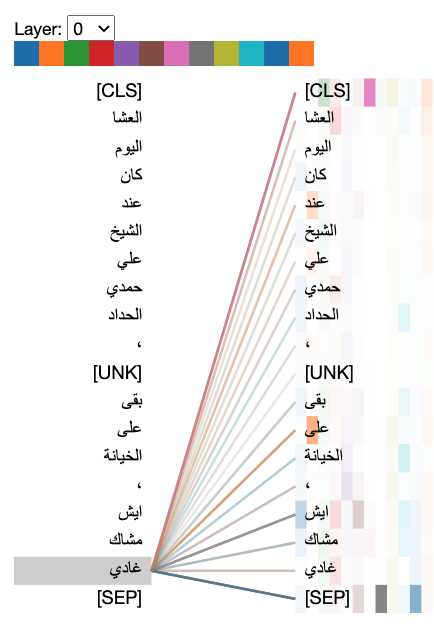 Layer: 0
[CLS] [CLS]
العشا العشا
اليوم اليوم
كان كان
عند عند
الشيخ الشيخ
علي علي
حمدي حمدي
الحداد الحداد
، ،
[UNK] [UNK]
بقى بقى
على على
الخيانة الخيانة
، ،
ايش ايش
مشاك مشاك
غادي غادي
[SEP] [SEP]